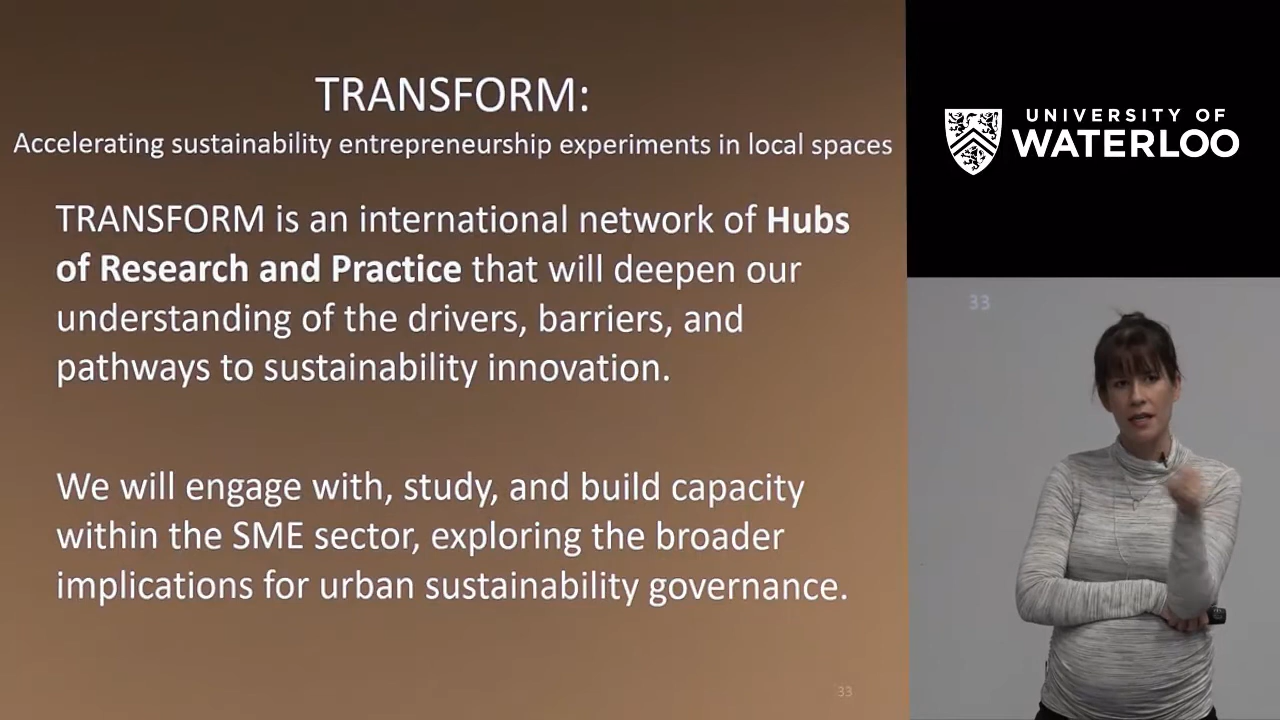 TRANSFORM:
Accelerating sustainability entrepreneurship experiments in local spaces
TRANSFORM is an international network of Hubs
of Research and Practice that will deepen our
understanding of the drivers, barriers, and
pathways to sustainability innovation.
We will engage with, study, and build capacity
within the SME sector, exploring the broader
implications for urban sustainability governance.
33
UNIVERSITY OF
WATERLOO
33